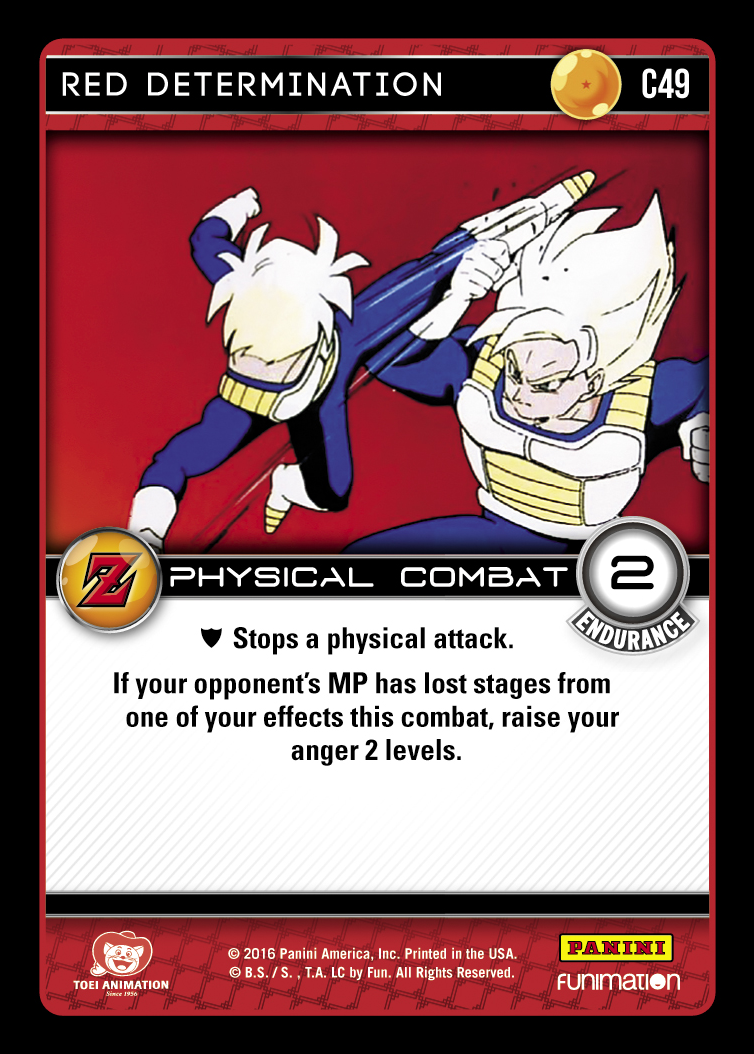 RED DETERMINATION
C49
Z PHYSICAL COMBAT
2
ENDURANCE
Stops a physical attack.
If your opponent's MP has lost stages from
one of your effects this combat, raise your
anger 2 levels.
TOEI ANIMATION
Since 1956
© 2016 Panini America, Inc. Printed in the USA.
© B.S. / S. , T.A. LC by Fun. All Rights Reserved.
PANINI
FUNIMATION